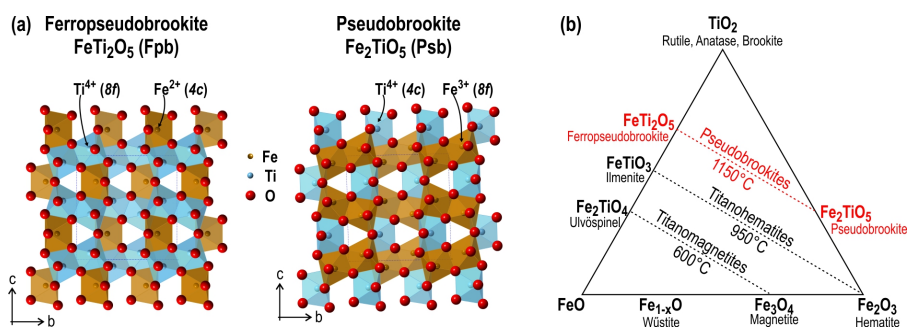 (a)
Ferropseudobrookite
FeTi₂O₅ (Fpb)
Pseudobrookite
Fe₂TiO₅ (Psb)
Ti⁴⁺ (8f)
Fe²⁺ (4c)
Ti⁴⁺ (4c)
Fe³⁺ (8f)
Fe
Ti
O
c
b
c
b
(b)
TiO₂
Rutile, Anatase, Brookite
FeTi₂O₅
Ferropseudobrookite
Pseudobrookites
1150°C
FeTiO₃
Ilmenite
Fe₂TiO₅
Pseudobrookite
Titanohematites
950°C
Fe₂TiO₄
Ulvöspinel
Titanomagnetites
600°C
FeO
Fe₁₋ₓO
Wüstite
Fe₃O₄
Magnetite
Fe₂O₃
Hematite